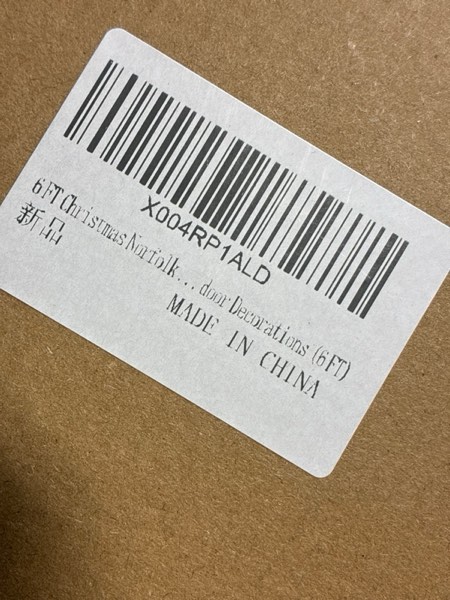 X004RP1ALD
6FT Christmas Norfolk... door Decorations (6FT)
新品
MADE IN CHINA